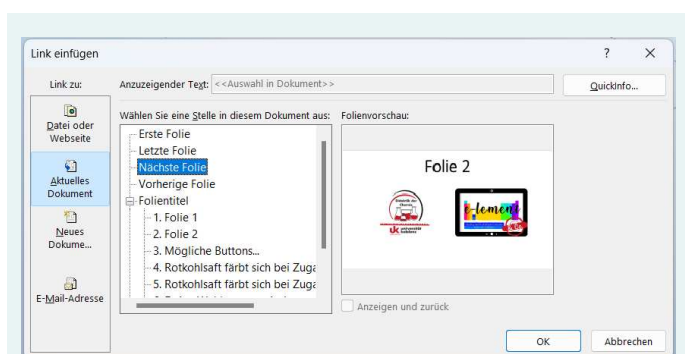 Link einfügen ? X
Link zu:
Anzuzeigender Text: <<Auswahl in Dokument>>
QuickInfo...
Datei oder
Webseite
Aktuelles
Dokument
Neues
Dokume...
E-Mail-Adresse
Wählen Sie eine Stelle in diesem Dokument aus:
Erste Folie
Letzte Folie
Nächste Folie
Vorherige Folie
Folientitel
1. Folie 1
2. Folie 2
3. Mögliche Buttons...
4. Rotkohlsaft färbt sich bei Zuga
5. Rotkohlsaft färbt sich bei Zuga
Folienvorschau:
Folie 2
e-lement
Anzeigen und zurück
OK
Abbrechen